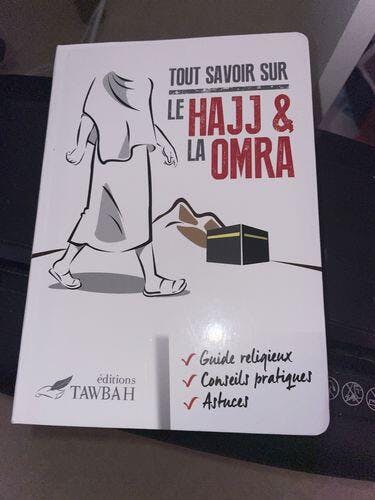 TOUT SAVOIR SUR
LE HAJJ &
LA OMRA
✓ Guide religieux
✓ Conseils pratiques
✓ Astuces
éditions
TAWBAH